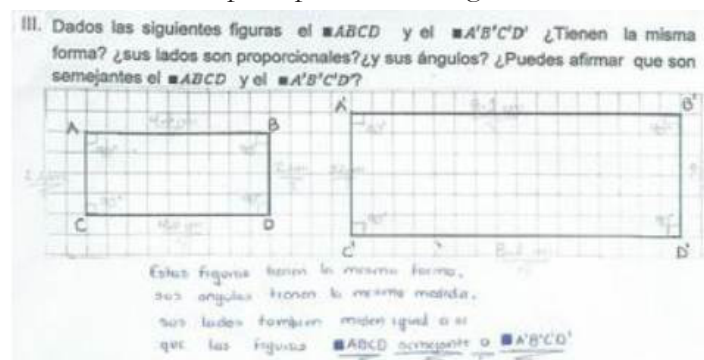 III. Dados las siguientes figuras el ■ABCD y el ■A'B'C'D' ¿Tienen la misma
forma? ¿sus lados son proporcionales?¿y sus ángulos? ¿Puedes afirmar que son
semejantes el ■ABCD y el ■A'B'C'D'?
A'
B'
A
B
90°
90°
C
D
C'
D'
Estas figuras tienen la misma forma,
sus angulos tienen la misma medida,
sus lados tambien miden igual a si
que las figuras ■ABCD semejante a ■A'B'C'D'